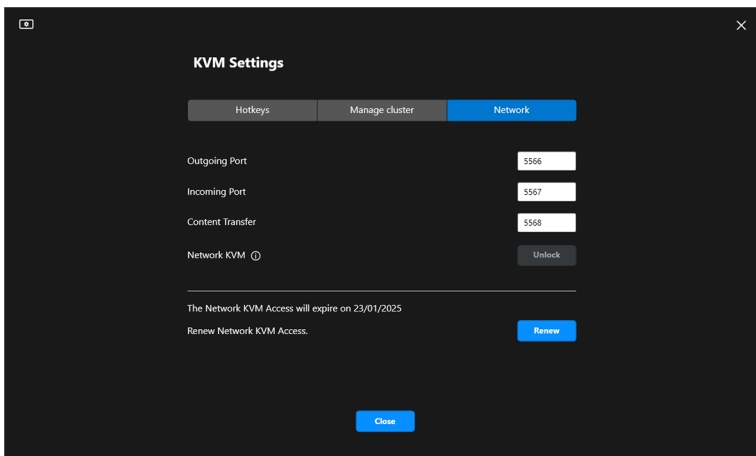 KVM Settings
Hotkeys Manage cluster Network
Outgoing Port 5566
Incoming Port 5567
Content Transfer 5568
Network KVM Unlock
The Network KVM Access will expire on 23/01/2025
Renew Network KVM Access. Renew
Close